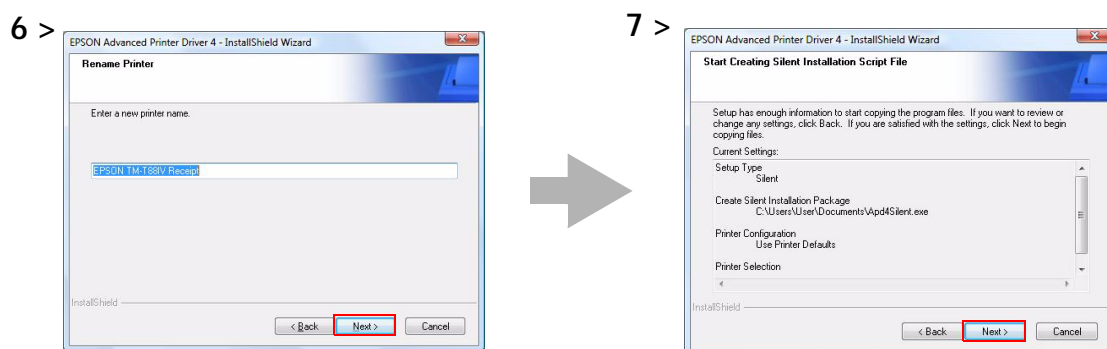 6 >
EPSON Advanced Printer Driver 4 - InstallShield Wizard
Rename Printer
Enter a new printer name.
EPSON TM-T88IV Receipt
InstallShield
< Back
Next >
Cancel
7 >
EPSON Advanced Printer Driver 4 - InstallShield Wizard
Start Creating Silent Installation Script File
Setup has enough information to start copying the program files. If you want to review or
change any settings, click Back. If you are satisfied with the settings, click Next to begin
copying files.
Current Settings:
Setup Type
Silent
Create Silent Installation Package
C:\Users\User\Documents\Apd4Silent.exe
Printer Configuration
Use Printer Defaults
Printer Selection
InstallShield
< Back
Next >
Cancel